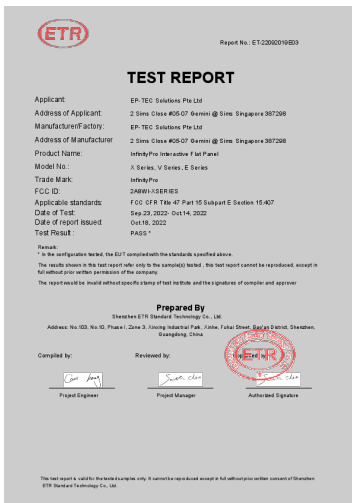 ETR
Report No.: ET-22092019E03
TEST REPORT
Applicant: EP-TEC Solutions Pte Ltd
Address of Applicant: 2 Sims Close #05-07 Gemini @ Sims Singapore 387298
Manufacturer/Factory: EP-TEC Solutions Pte Ltd
Address of Manufacturer 2 Sims Close #05-07 Gemini @ Sims Singapore 387298
Product Name: InfinityPro Interactive Flat Panel
Model No.: X Series, V Series, E Series
Trade Mark: InfinityPro
FCC ID: 2A8WI-XSERIES
Applicable standards: FCC CFR Title 47 Part 15 Subpart E Section 15.407
Date of Test: Sep.23, 2022- Oct.14, 2022
Date of report issued: Oct.18, 2022
Test Result : PASS *
Remark:
* In the configuration tested, the EUT complied with the standards specified above.
The results shown in this test report refer only to the sample(s) tested , this test report cannot be reproduced, except in
full without prior written permission of the company.
The report would be invalid without specific stamp of test institute and the signatures of compiler and approver
Prepared By
Shenzhen ETR Standard Technology Co., Ltd.
Address: No.103, No.10, Phase I, Zone 3, Xinxing Industrial Park, Xinhe, Fuhai Street, Bao'an District, Shenzhen,
Guangdong, China
Compiled by: Reviewed by: Approved by:
ETR
Project Engineer Project Manager Authorized Signature
This test report is valid for the tested samples only. It cannot be reproduced except in full without prior written consent of Shenzhen
ETR Standard Technology Co., Ltd.